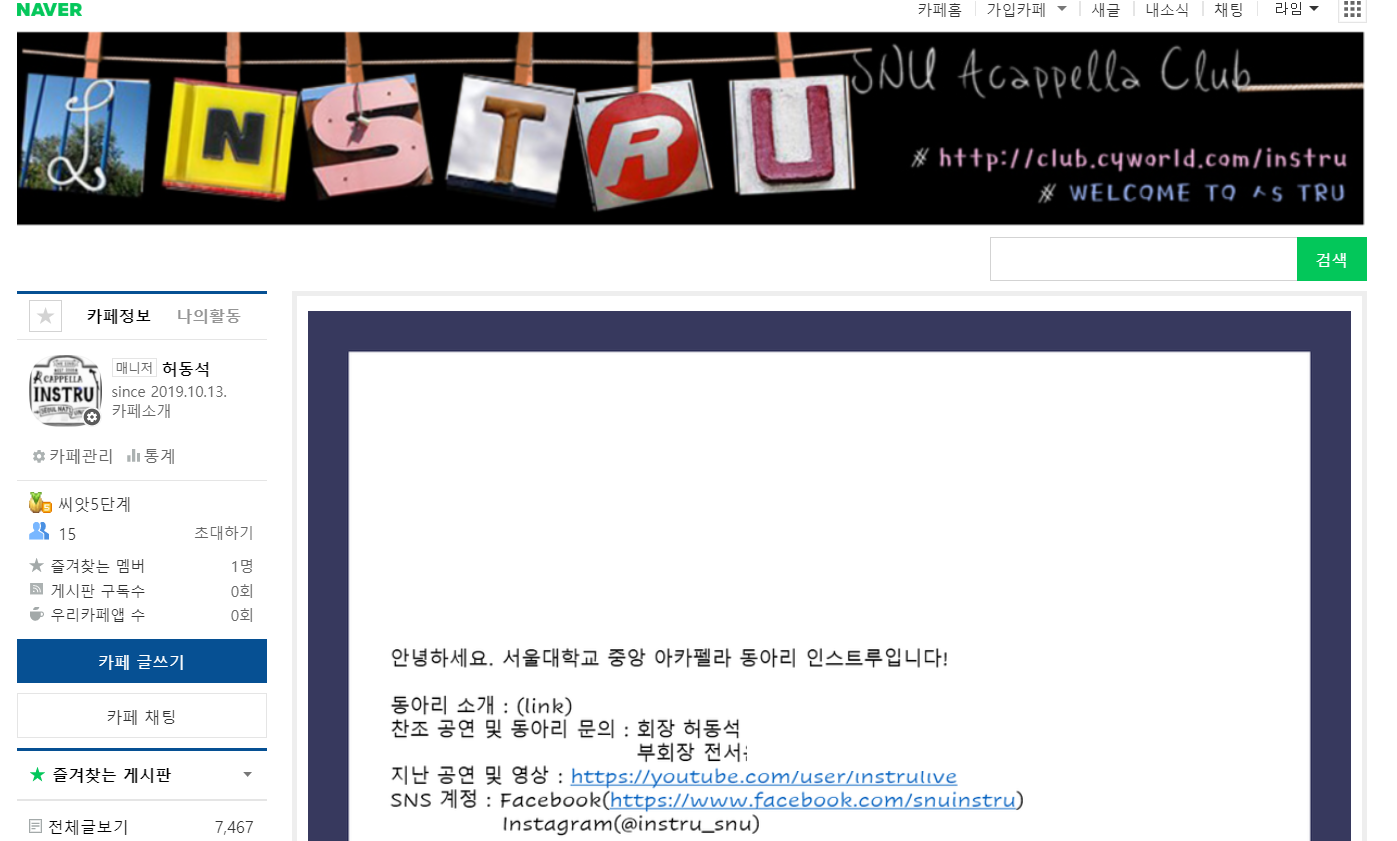 NAVER
카페홈 가입카페 새글 내소식 채팅 라임
INSTRU
SNU Acappella Club
# http://club.cyworld.com/instru
# WELCOME TO ㅅS TRU
검색
카페정보 나의활동
ACAPPELLA
INSTRU
매니저 허동석
since 2019.10.13.
카페소개
카페관리 통계
씨앗5단계
15 초대하기
즐겨찾는 멤버 1명
게시판 구독수 0회
우리카페앱 수 0회
카페 글쓰기
카페 채팅
즐겨찾는 게시판
전체글보기 7,467
안녕하세요. 서울대학교 중앙 아카펠라 동아리 인스트루입니다!
동아리 소개 : (link)
찬조 공연 및 동아리 문의 : 회장 허동석
부회장 전서
지난 공연 및 영상 : https://youtube.com/user/instrulive
SNS 계정 : Facebook(https://www.facebook.com/snuinstru)
Instagram(@instru_snu)